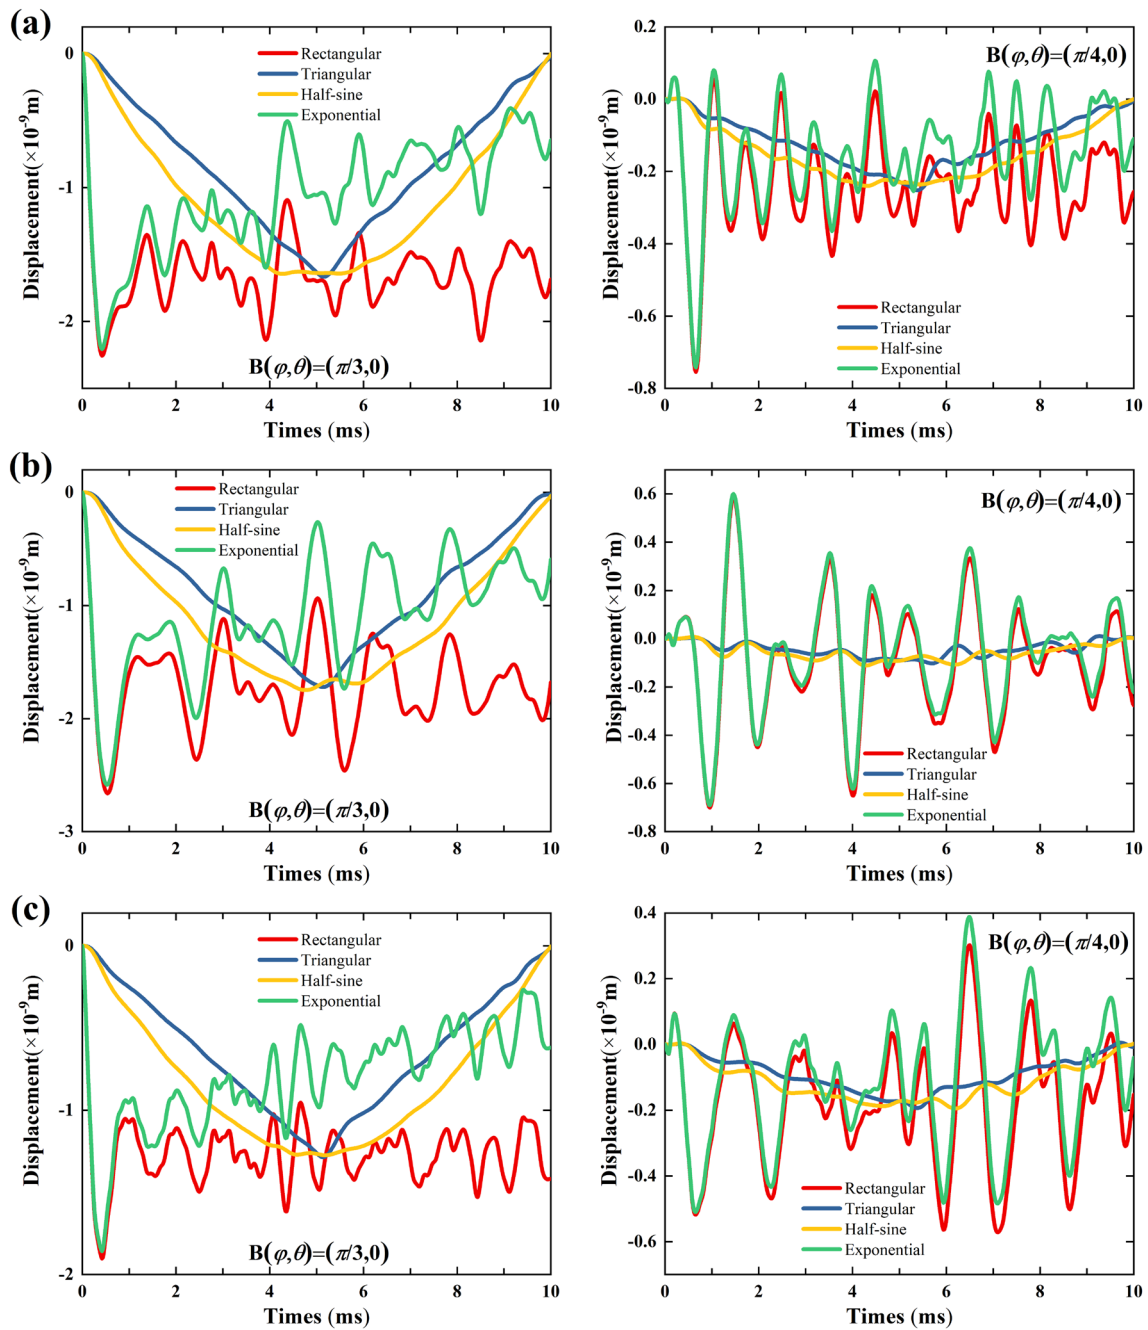 (a)
Displacement(×10⁻⁹m)
0
-1
-2
Rectangular
Triangular
Half-sine
Exponential
B(φ,θ)=(π/3,0)
0 2 4 6 8 10
Times (ms)
Displacement(×10⁻⁹m)
0.2
0.0
-0.2
-0.4
-0.6
-0.8
B(φ,θ)=(π/4,0)
Rectangular
Triangular
Half-sine
Exponential
0 2 4 6 8 10
Times (ms)
(b)
Displacement(×10⁻⁹m)
0
-1
-2
-3
Rectangular
Triangular
Half-sine
Exponential
B(φ,θ)=(π/3,0)
0 2 4 6 8 10
Times (ms)
Displacement(×10⁻⁹m)
0.6
0.4
0.2
0.0
-0.2
-0.4
-0.6
-0.8
B(φ,θ)=(π/4,0)
Rectangular
Triangular
Half-sine
Exponential
0 2 4 6 8 10
Times (ms)
(c)
Displacement(×10⁻⁹m)
0
-1
-2
Rectangular
Triangular
Half-sine
Exponential
B(φ,θ)=(π/3,0)
0 2 4 6 8 10
Times (ms)
Displacement(×10⁻⁹m)
0.4
0.2
0.0
-0.2
-0.4
-0.6
B(φ,θ)=(π/4,0)
Rectangular
Triangular
Half-sine
Exponential
0 2 4 6 8 10
Times (ms)